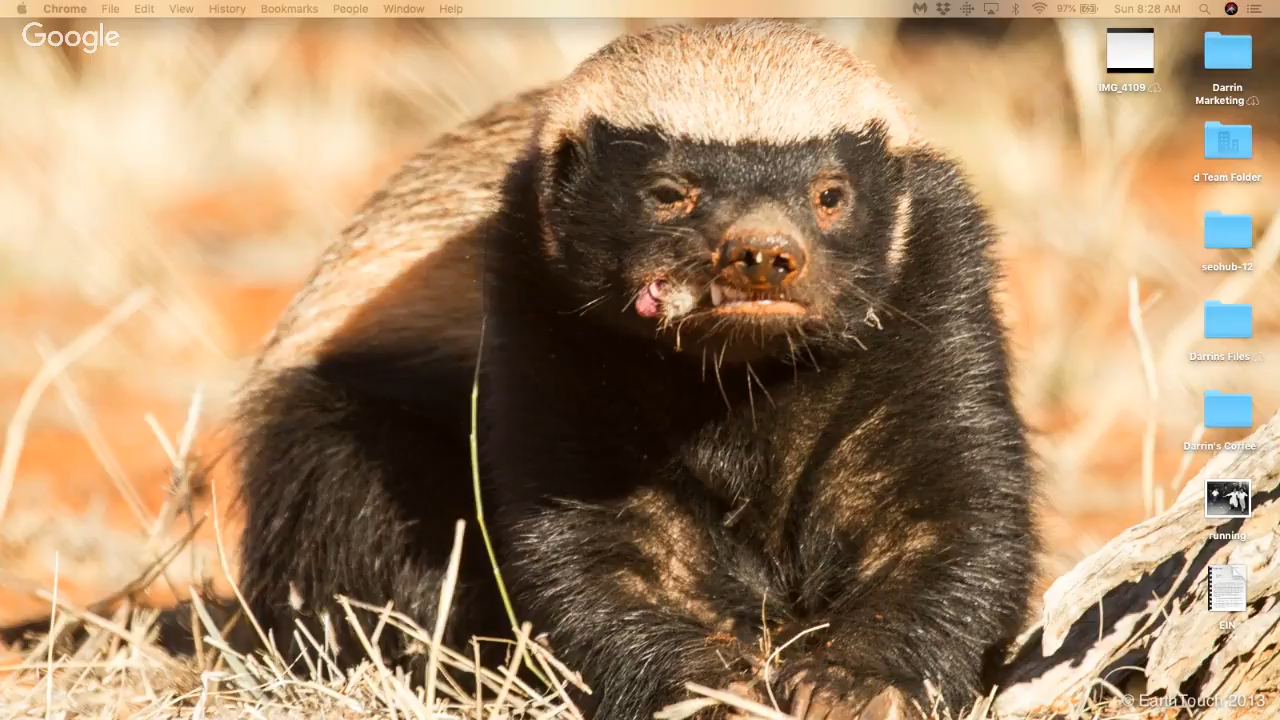 Chrome File Edit View History Bookmarks People Window Help 97% Sun 8:28 AM
Google
IMG_4109
Darrin
Marketing
d Team Folder
seohub-12
Darrins Files
Darrin's Coffee
running
EIN
© EarthTouch 2013